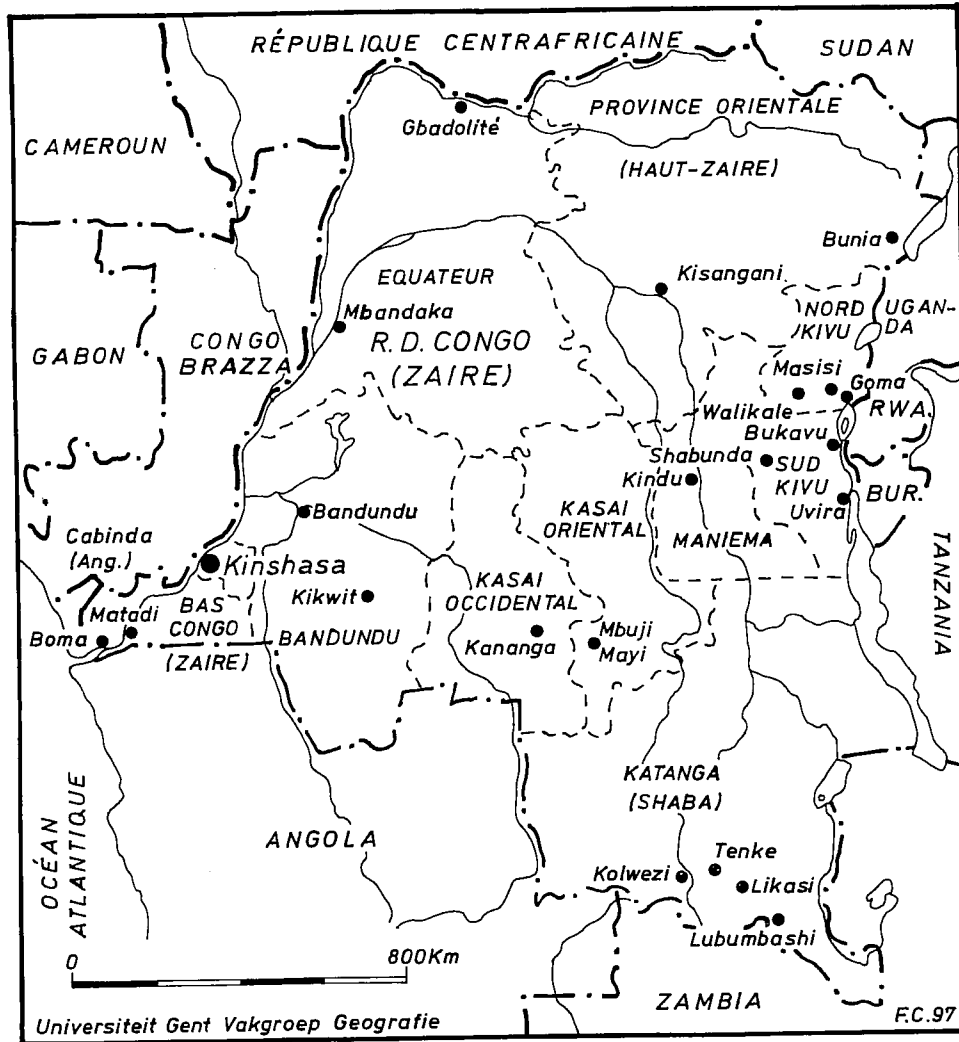 RÉPUBLIQUE CENTRAFRICAINE
SUDAN
CAMEROUN
Gbadolité
PROVINCE ORIENTALE
(HAUT-ZAIRE)
Bunia
Kisangani
EQUATEUR
Mbandaka
NORD
KIVU
UGAN-
DA
GABON
CONGO
BRAZZA
R.D. CONGO
(ZAIRE)
Masisi
Goma
Walikale
RWA.
Bukavu
Shabunda
SUD
KIVU
Kindu
BUR.
Uvira
Bandundu
KASAI
ORIENTAL
MANIEMA
Cabinda
(Ang.)
Kinshasa
TANZANIA
Matadi
Boma
BAS
CONGO
(ZAIRE)
Kikwit
BANDUNDU
KASAI
OCCIDENTAL
Kananga
Mbuji
Mayi
KATANGA
(SHABA)
ANGOLA
OCÉAN
ATLANTIQUE
Kolwezi
Tenke
Likasi
Lubumbashi
0
800Km
ZAMBIA
Universiteit Gent Vakgroep Geografie
F.C.97